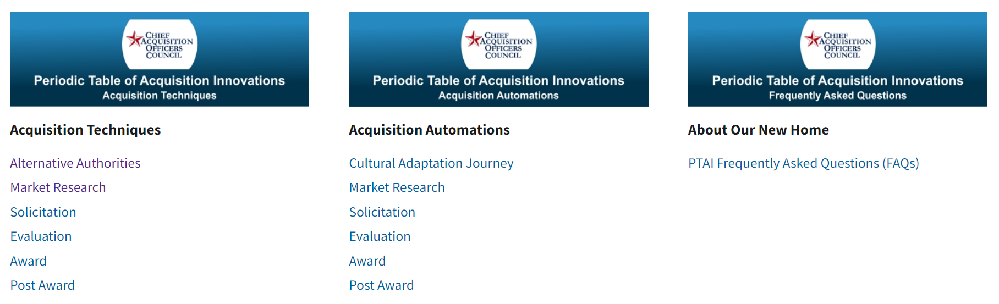 CHIEF
ACQUISITION
OFFICERS
COUNCIL
Periodic Table of Acquisition Innovations
Acquisition Techniques
Acquisition Techniques
Alternative Authorities
Market Research
Solicitation
Evaluation
Award
Post Award
CHIEF
ACQUISITION
OFFICERS
COUNCIL
Periodic Table of Acquisition Innovations
Acquisition Automations
Acquisition Automations
Cultural Adaptation Journey
Market Research
Solicitation
Evaluation
Award
Post Award
CHIEF
ACQUISITION
OFFICERS
COUNCIL
Periodic Table of Acquisition Innovations
Frequently Asked Questions
About Our New Home
PTAI Frequently Asked Questions (FAQs)